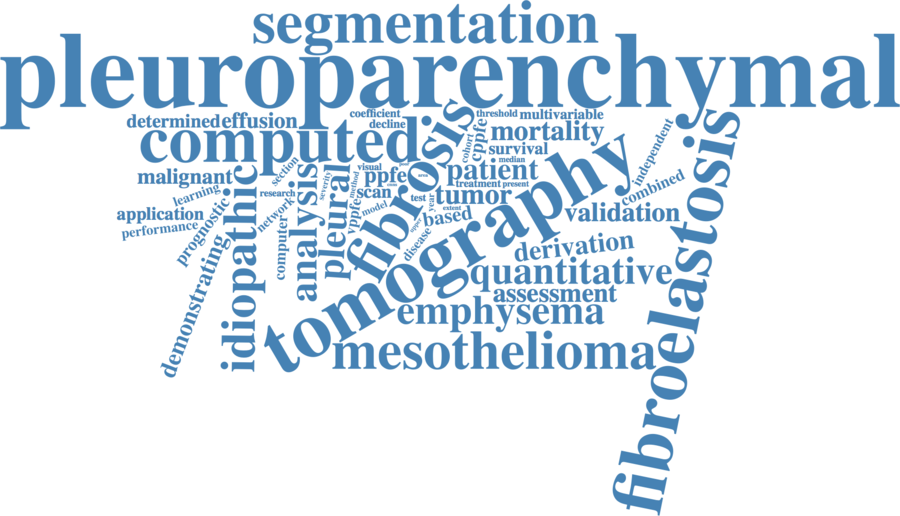 segmentation
pleuroparenchymal
determined
effusion
coefficient
decline
threshold
multivariable
computed
fibrosis
cohort
cppfe
mortality
survival
median
independent
fibroelastosis
malignant
learning
section
severity
method
visual
ppfe
scan
patient
treatment
present
combined
application
performance
prognostic
research
network
analysis
pleural
vppfe
model
test
year
tumor
based
extent
upper
validation
idiopathic
computer
disease
tomography
derivation
demonstrating
quantitative
assessment
emphysema
mesothelioma